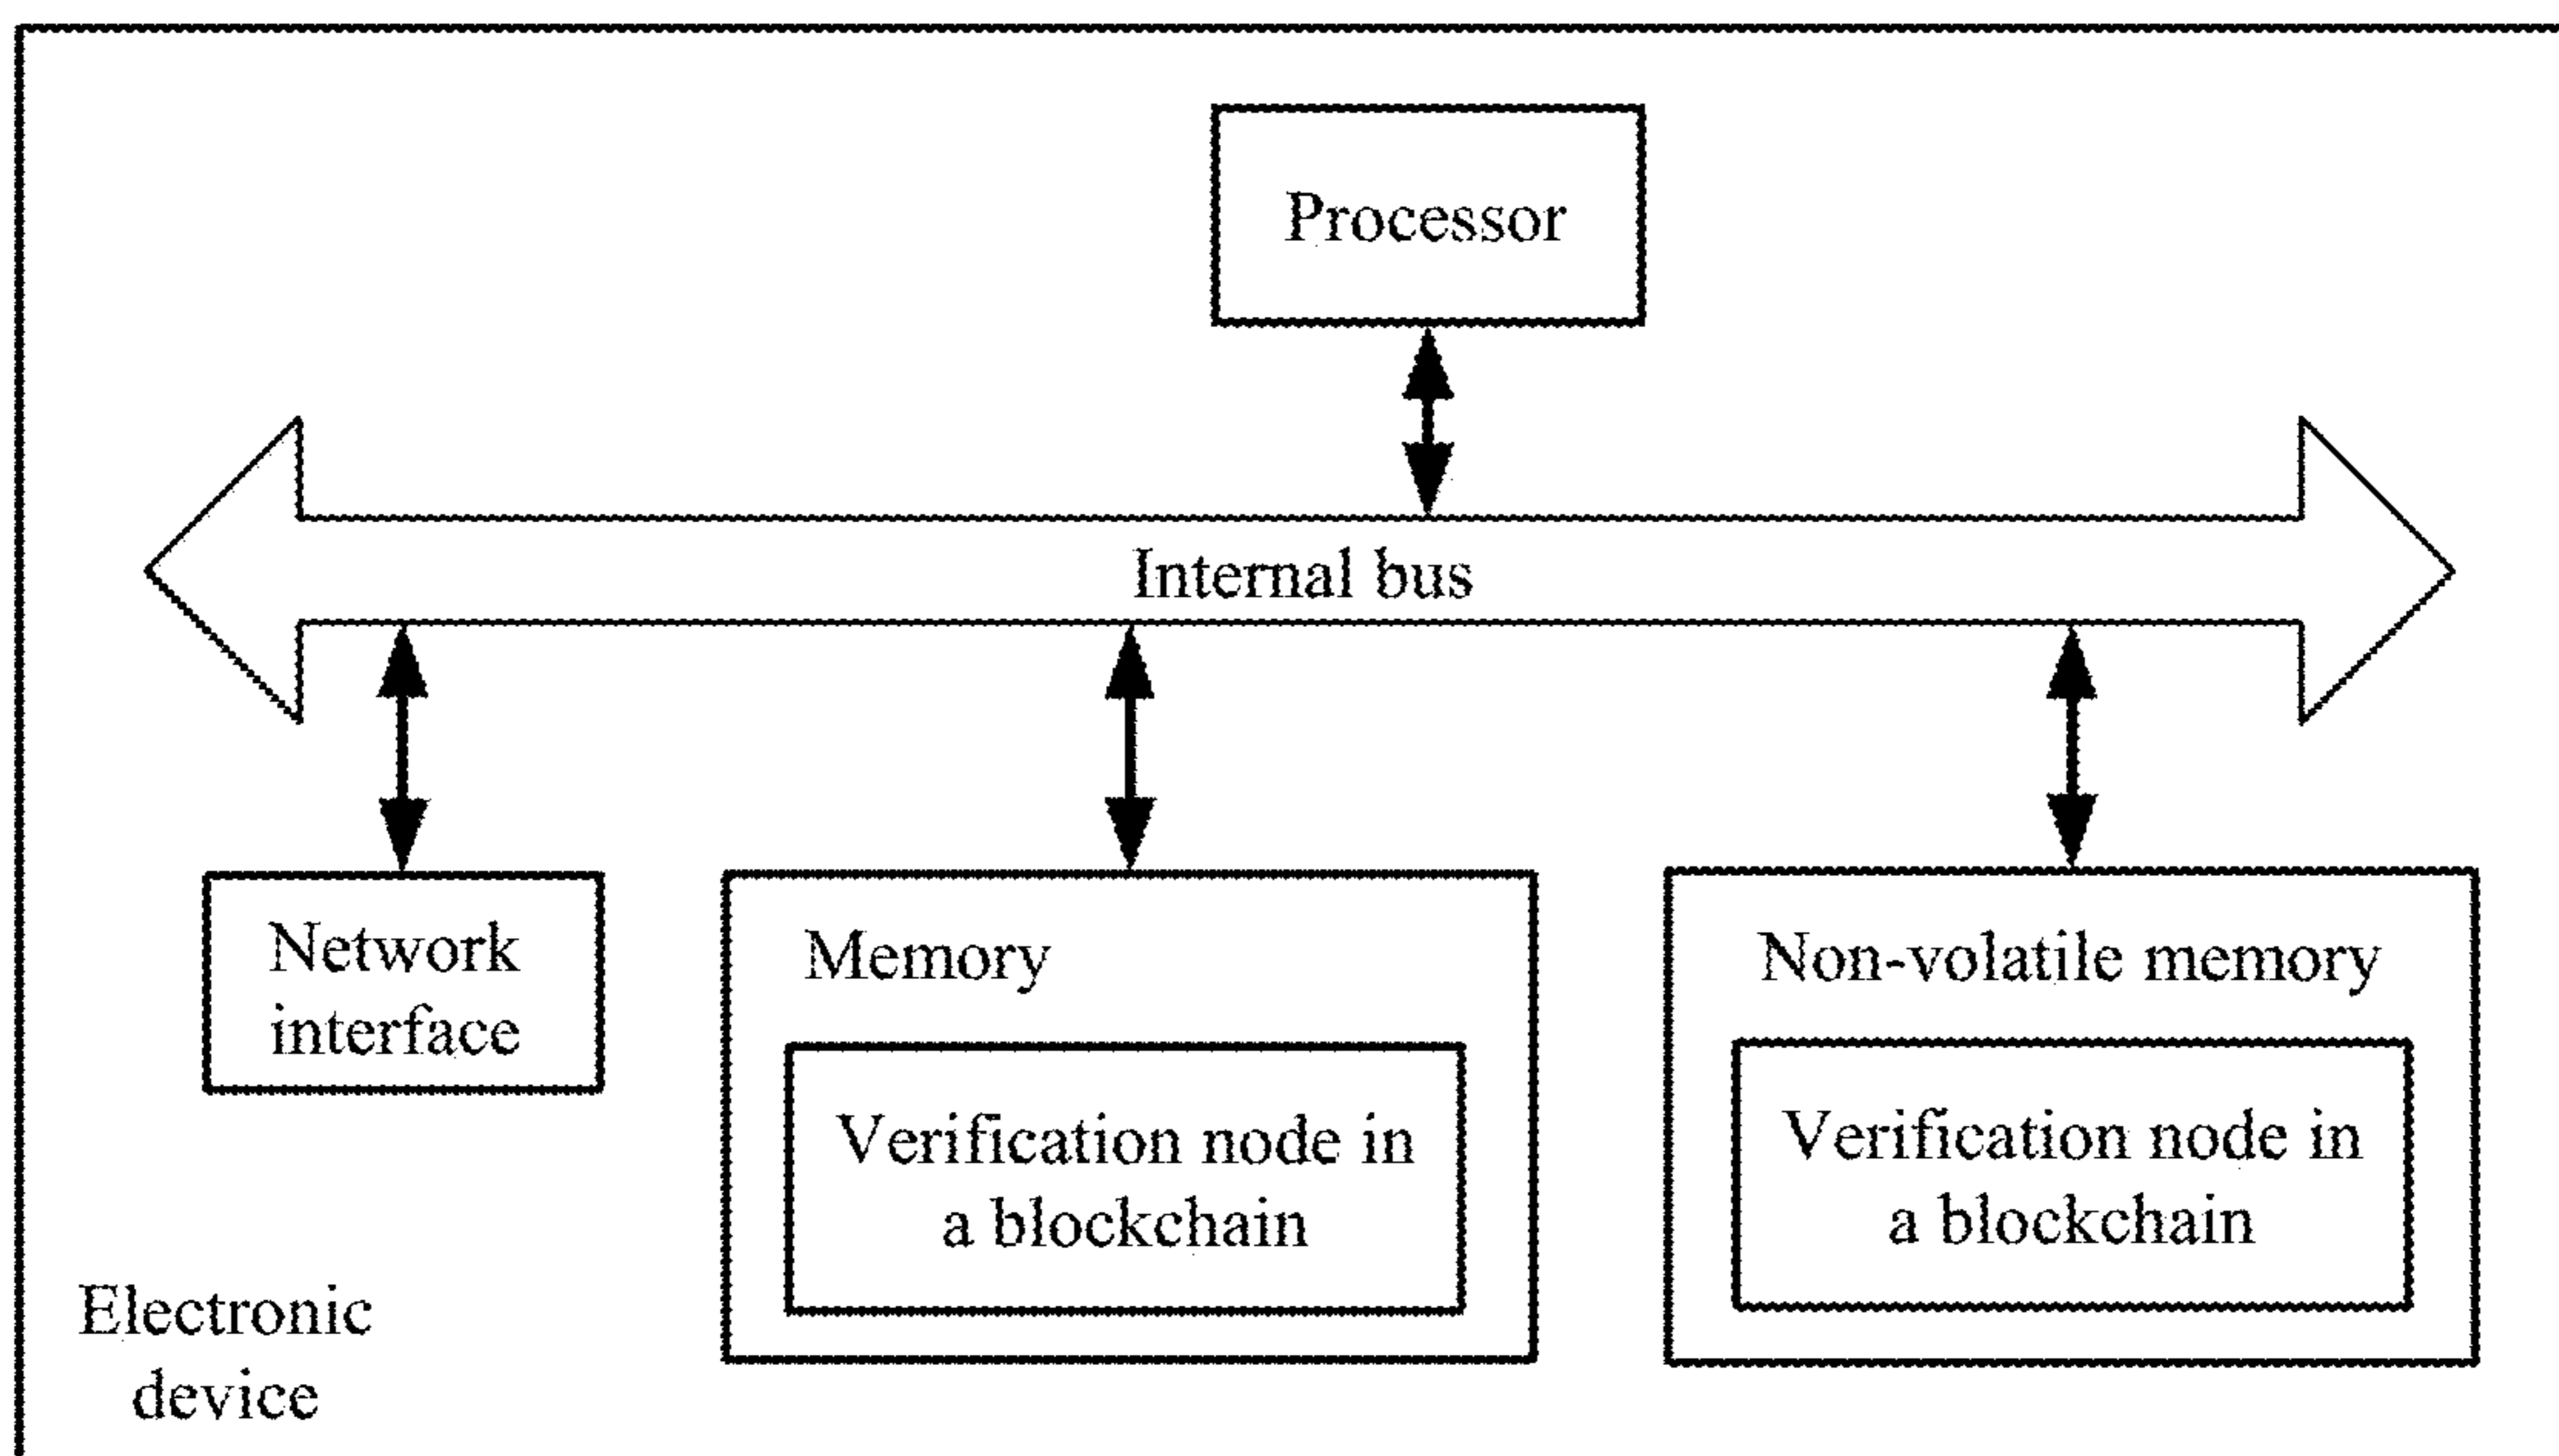 Processor
Internal bus
Network
interface
Memory
Verification node in
a blockchain
Non-volatile memory
Verification node in
a blockchain
Electronic
device